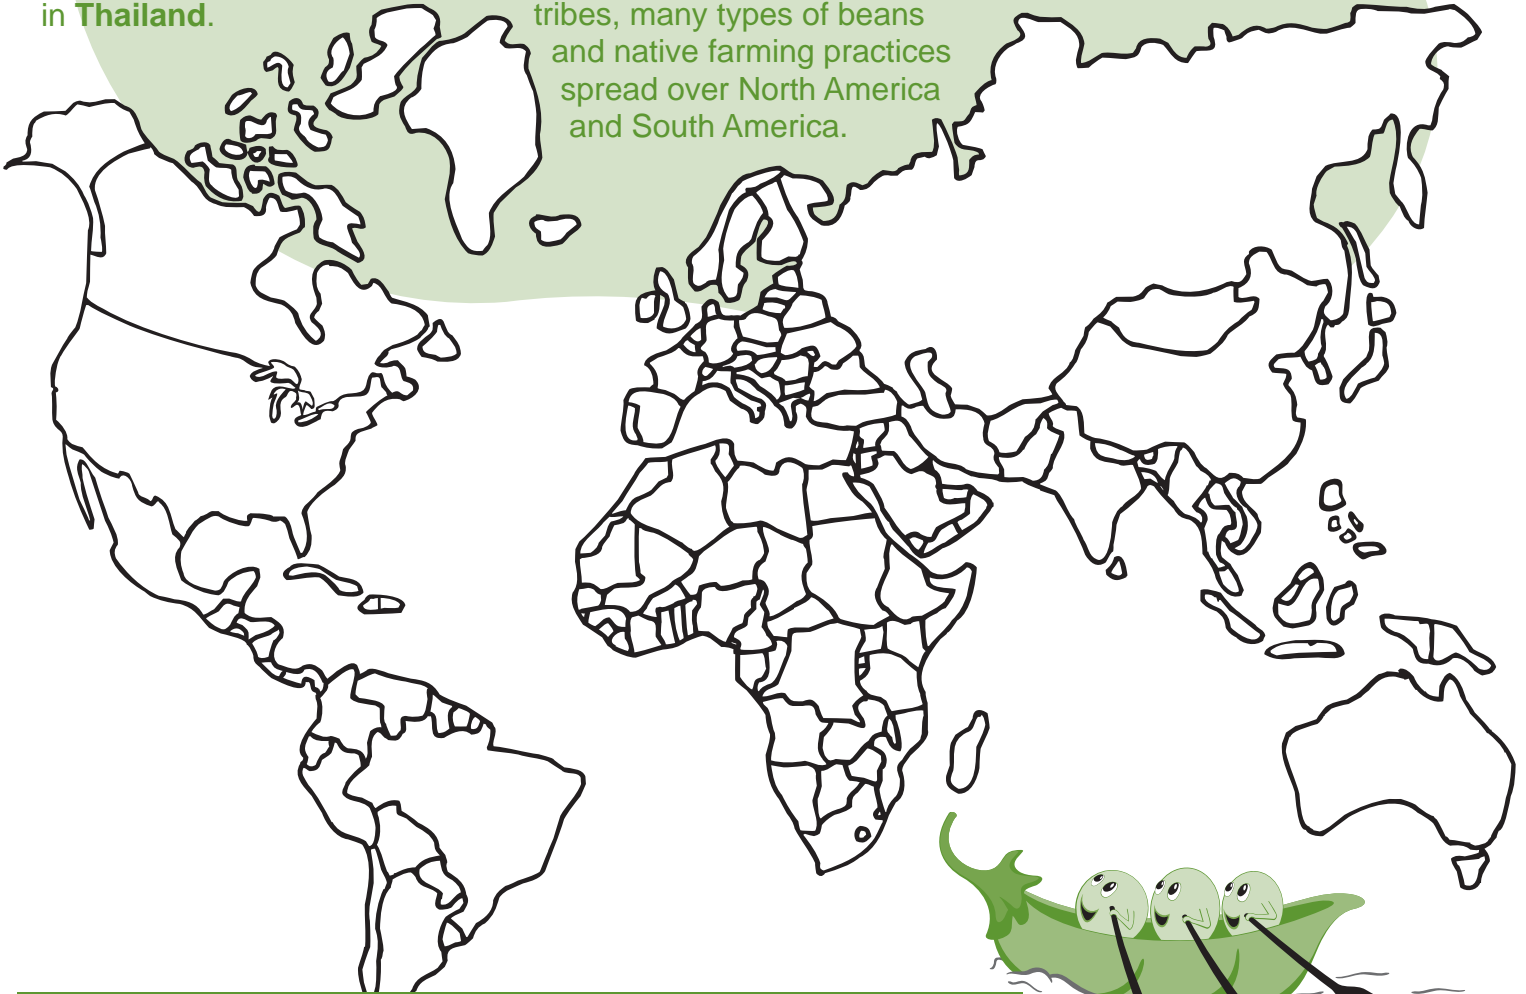 in Thailand.
tribes, many types of beans
and native farming practices
spread over North America
and South America.